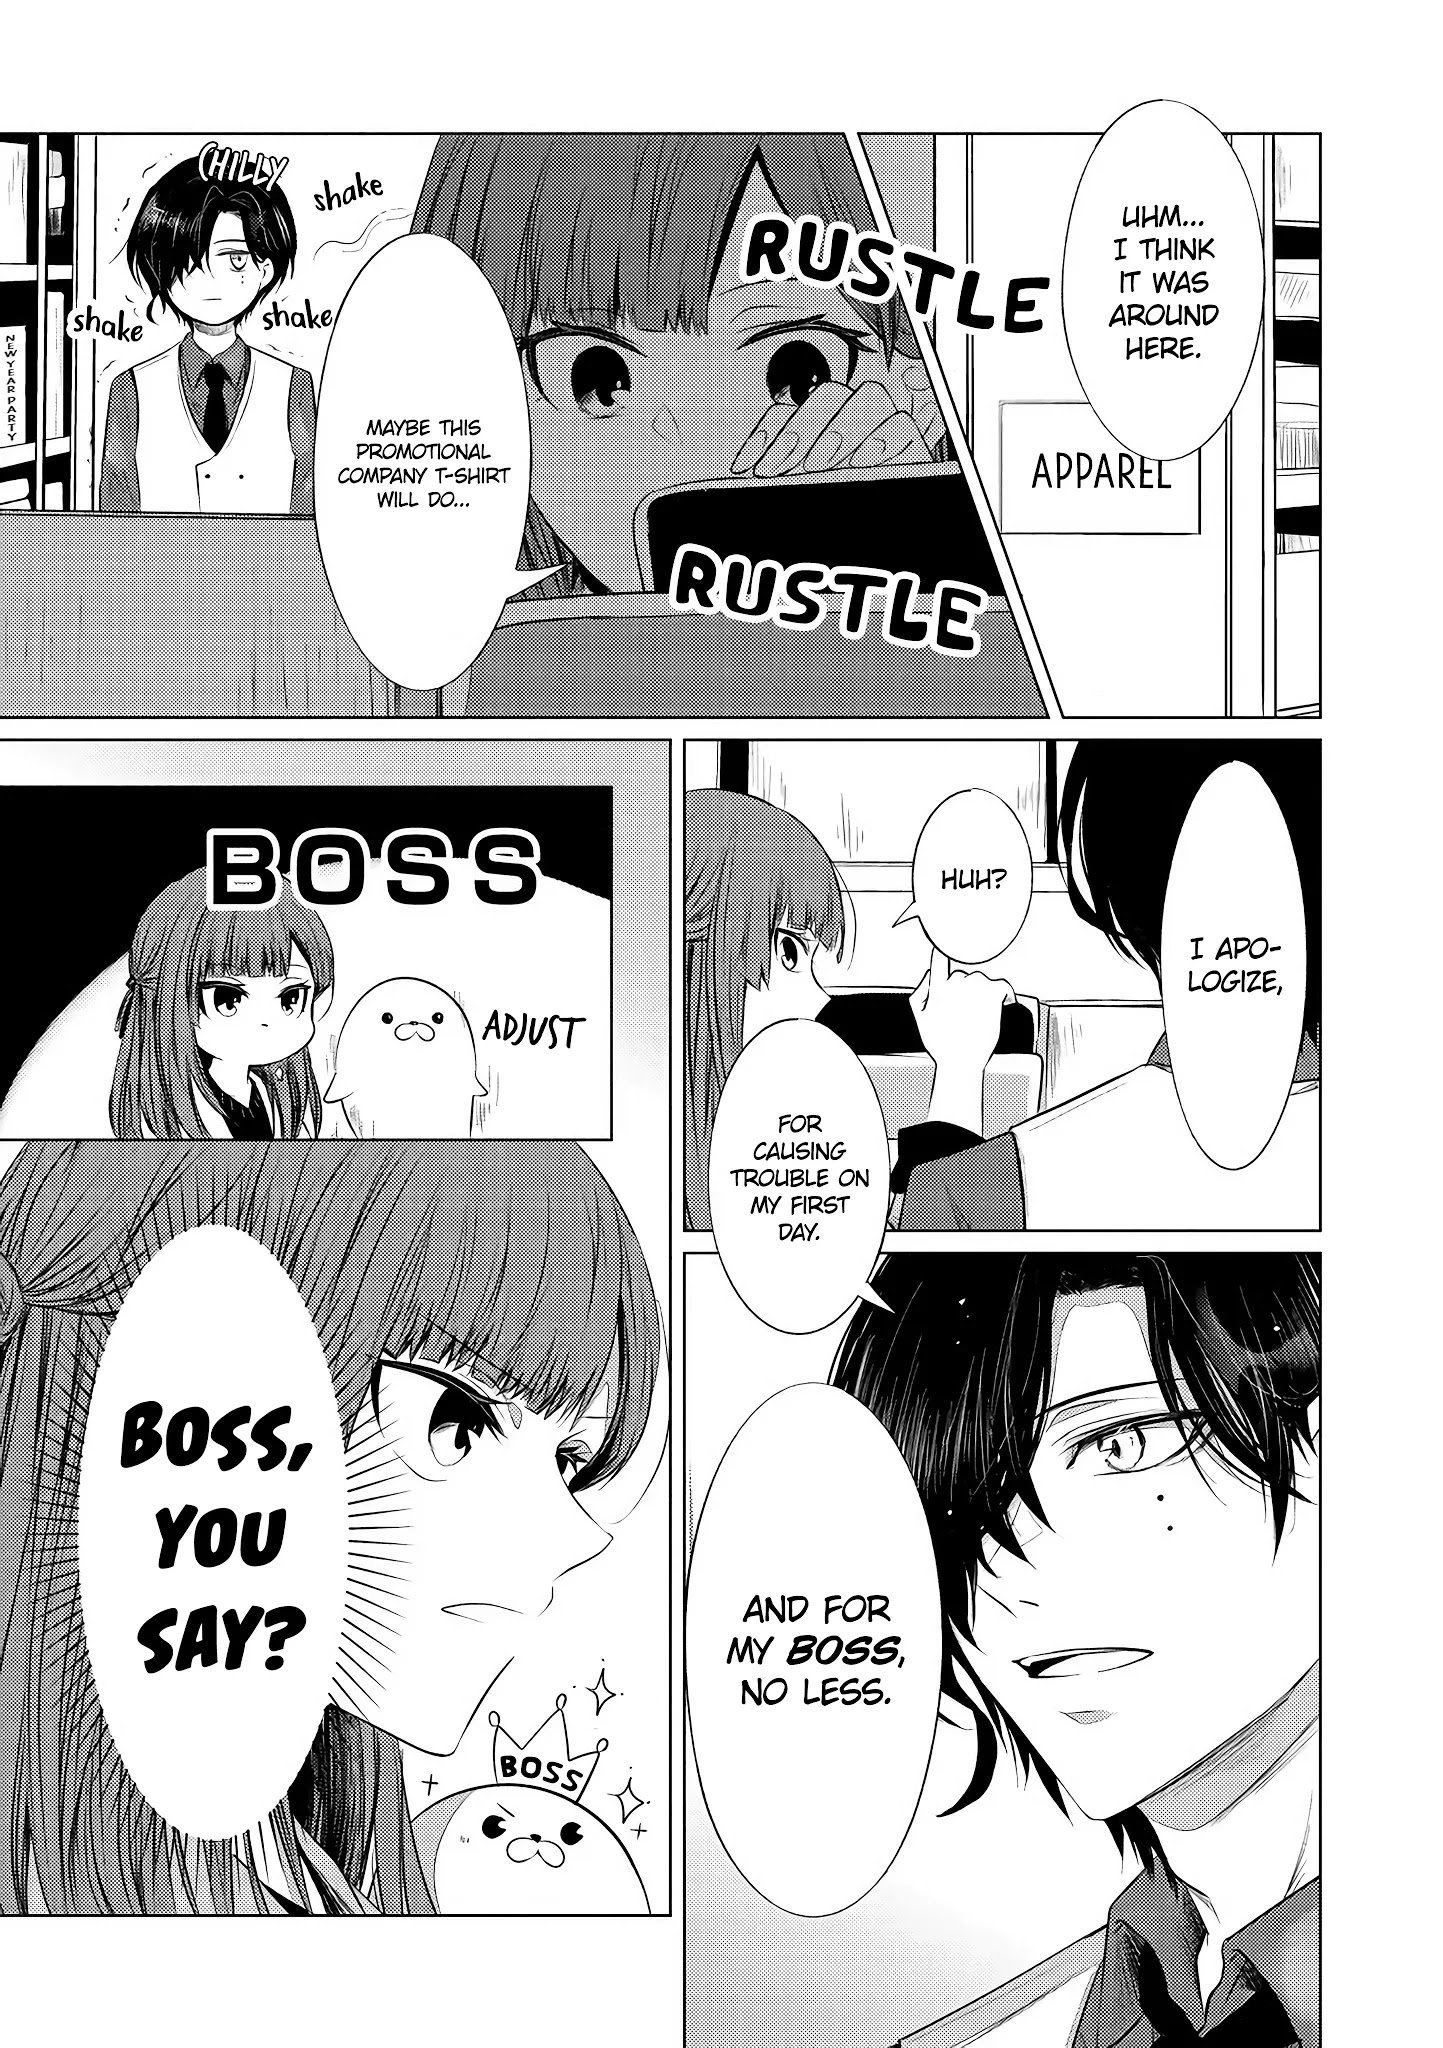 UHM...
I THINK
IT WAS
AROUND
HERE.
APPAREL
RUSTLE
RUSTLE
MAYBE THIS
PROMOTIONAL
COMPANY T-SHIRT
WILL DO...
CHILLY
shake
shake
shake
NEW YEAR PARTY
I APO-
LOGIZE,
HUH?
FOR
CAUSING
TROUBLE ON
MY FIRST
DAY.
AND FOR
MY BOSS,
NO LESS.
BOSS
ADJUST
BOSS,
YOU
SAY?
BOSS